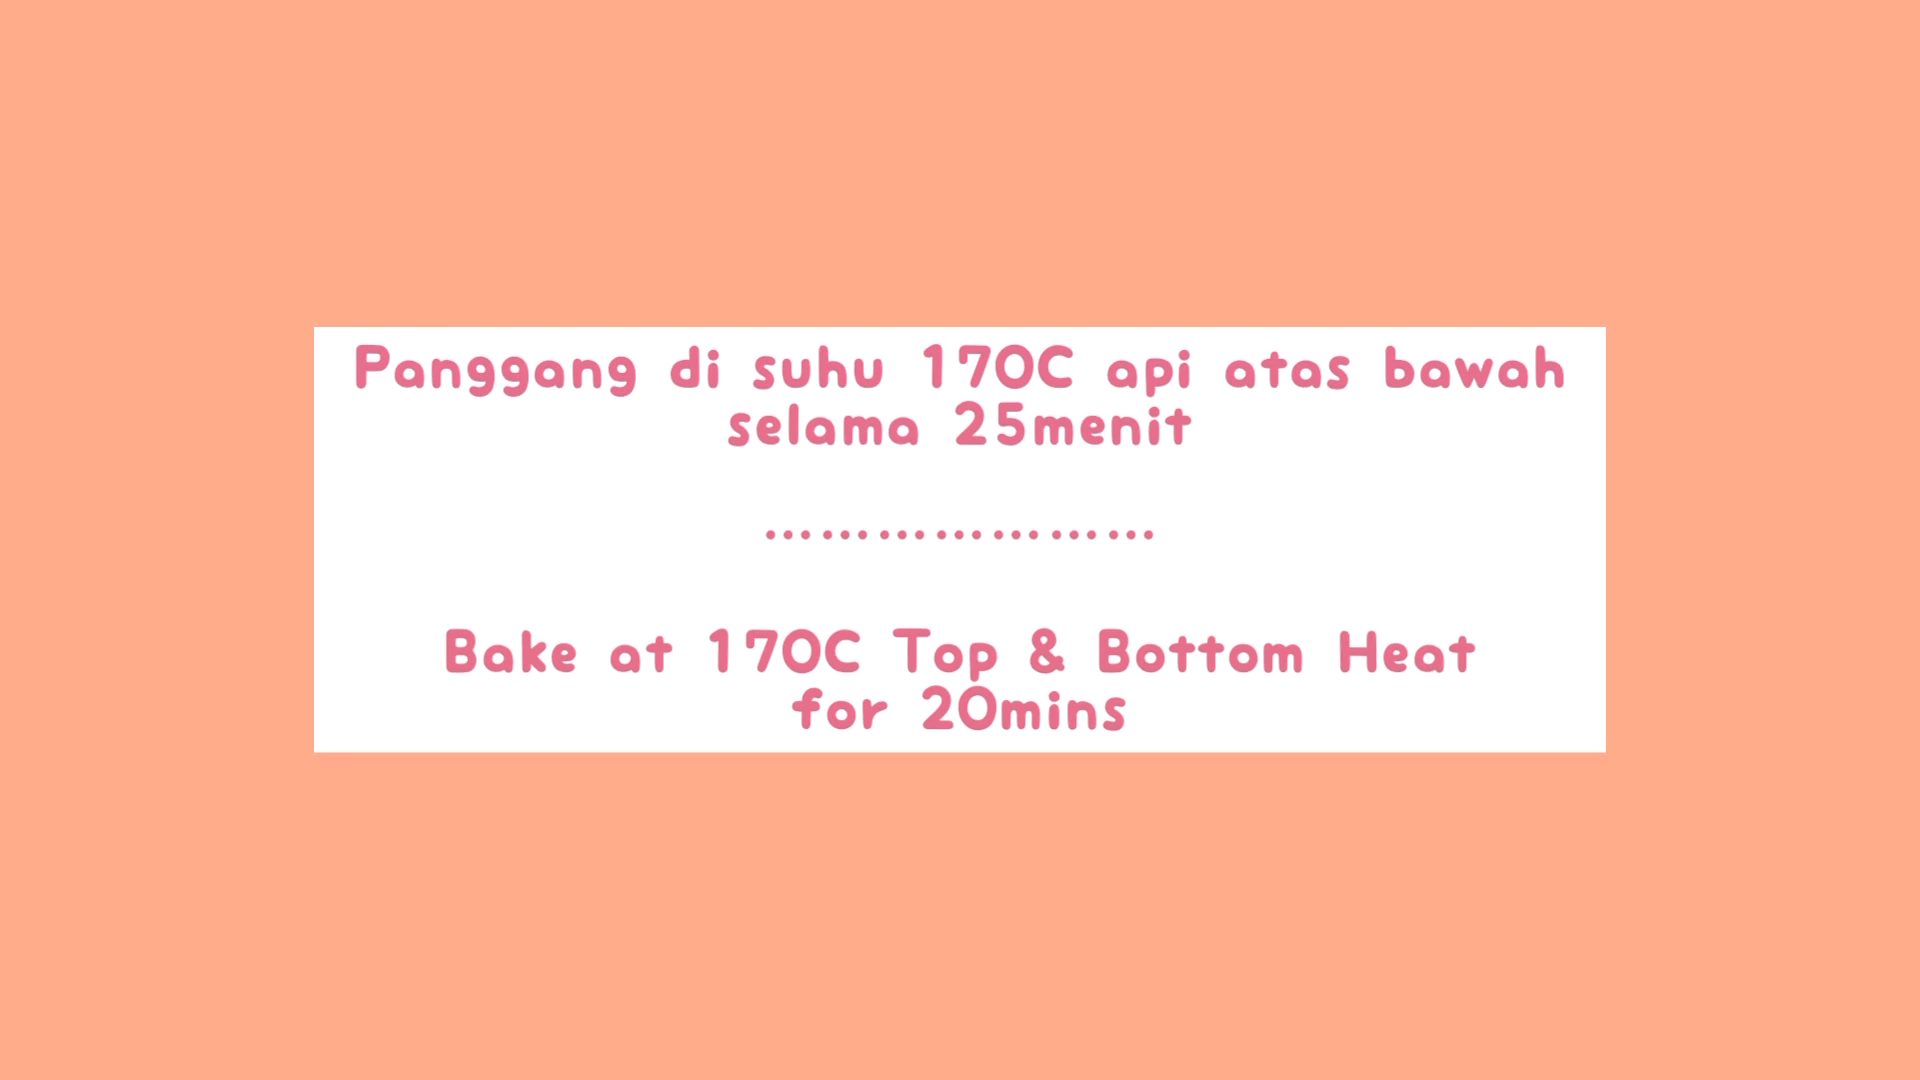 Panggang di suhu 170C api atas bawah
selama 25menit
.....................
Bake at 170C Top & Bottom Heat
for 20mins